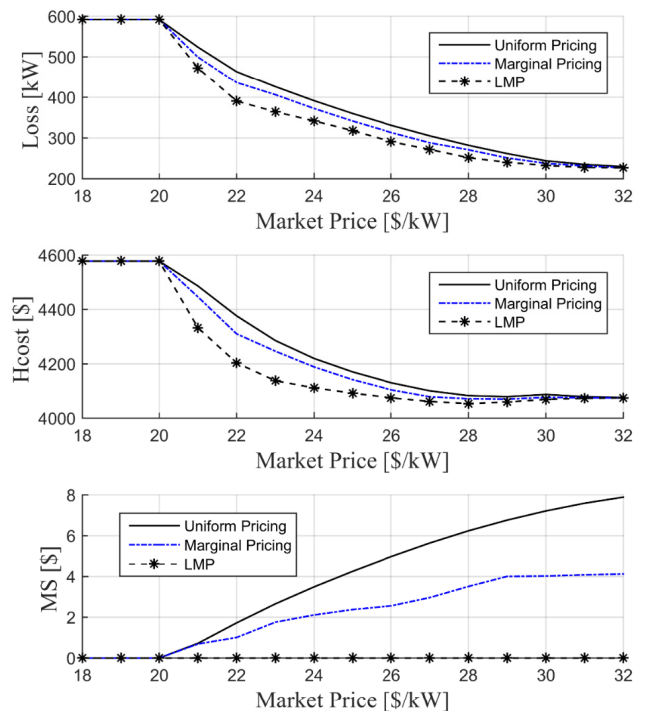 600
500
400
300
200
Loss [kW]
Uniform Pricing
Marginal Pricing
LMP
18 20 22 24 26 28 30 32
Market Price [$/kW]
4600
4400
4200
4000
Hcost [$]
Uniform Pricing
Marginal Pricing
LMP
18 20 22 24 26 28 30 32
Market Price [$/kW]
8
6
4
2
0
MS [$]
Uniform Pricing
Marginal Pricing
LMP
18 20 22 24 26 28 30 32
Market Price [$/kW]